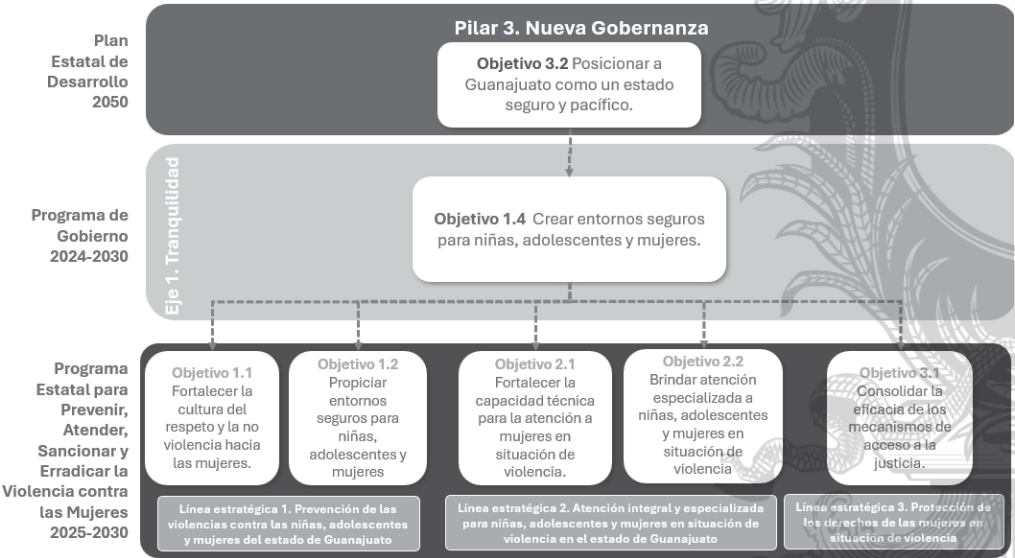 Plan
Estatal de
Desarrollo
2050
Pilar 3. Nueva Gobernanza
Objetivo 3.2 Posicionar a
Guanajuato como un estado
seguro y pacífico.
Programa de
Gobierno
2024-2030
Eje 1. Tranquilidad
Objetivo 1.4 Crear entornos seguros
para niñas, adolescentes y mujeres.
Programa
Estatal para
Prevenir,
Atender,
Sancionar y
Erradicar la
Violencia contra
las Mujeres
2025-2030
Objetivo 1.1
Fortalecer la
cultura del
respeto y la no
violencia hacia
las mujeres.
Objetivo 1.2
Propiciar
entornos
seguros para
niñas,
adolescentes y
mujeres
Objetivo 2.1
Fortalecer la
capacidad técnica
para la atención a
mujeres en
situación de
violencia.
Objetivo 2.2
Brindar atención
especializada a
niñas, adolescentes
y mujeres en
situación de
violencia
Objetivo 3.1
Consolidar la
eficacia de los
mecanismos de
acceso a la
justicia.
Línea estratégica 1. Prevención de las
violencias contra las niñas, adolescentes
y mujeres del estado de Guanajuato
Línea estratégica 2. Atención integral y especializada
para niñas, adolescentes y mujeres en situación de
violencia en el estado de Guanajuato
Línea estratégica 3. Protección de
los derechos de las mujeres en
situación de violencia